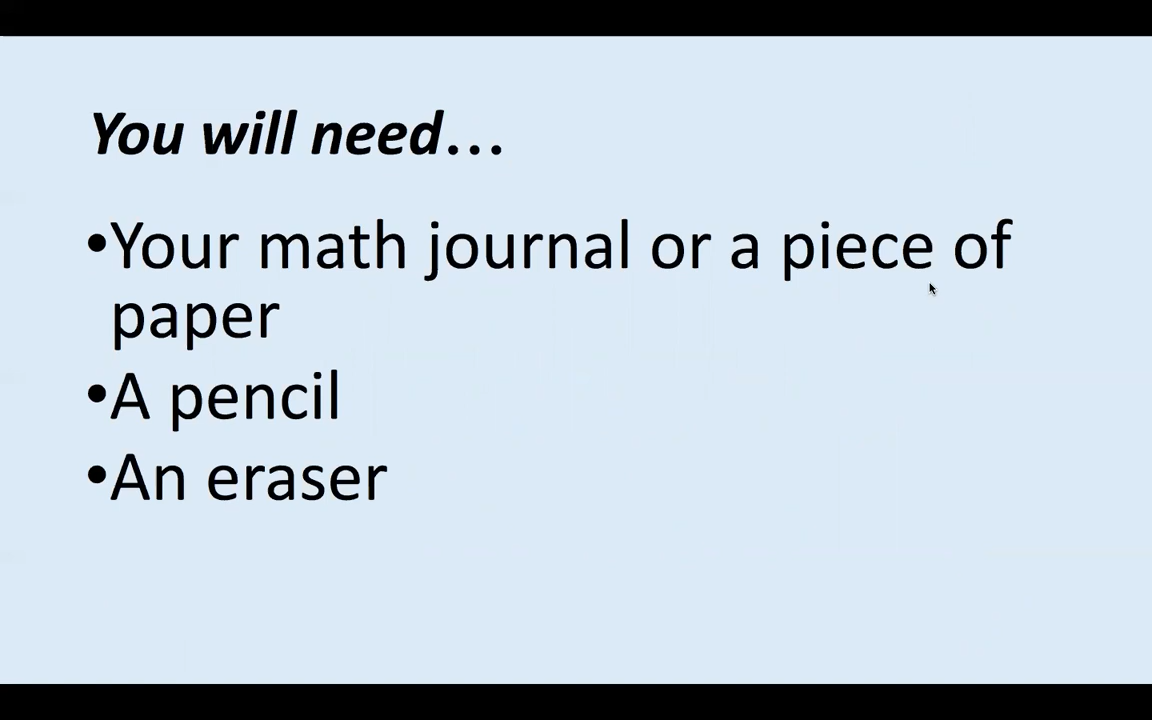 You will need...
•Your math journal or a piece of
paper
•A pencil
•An eraser